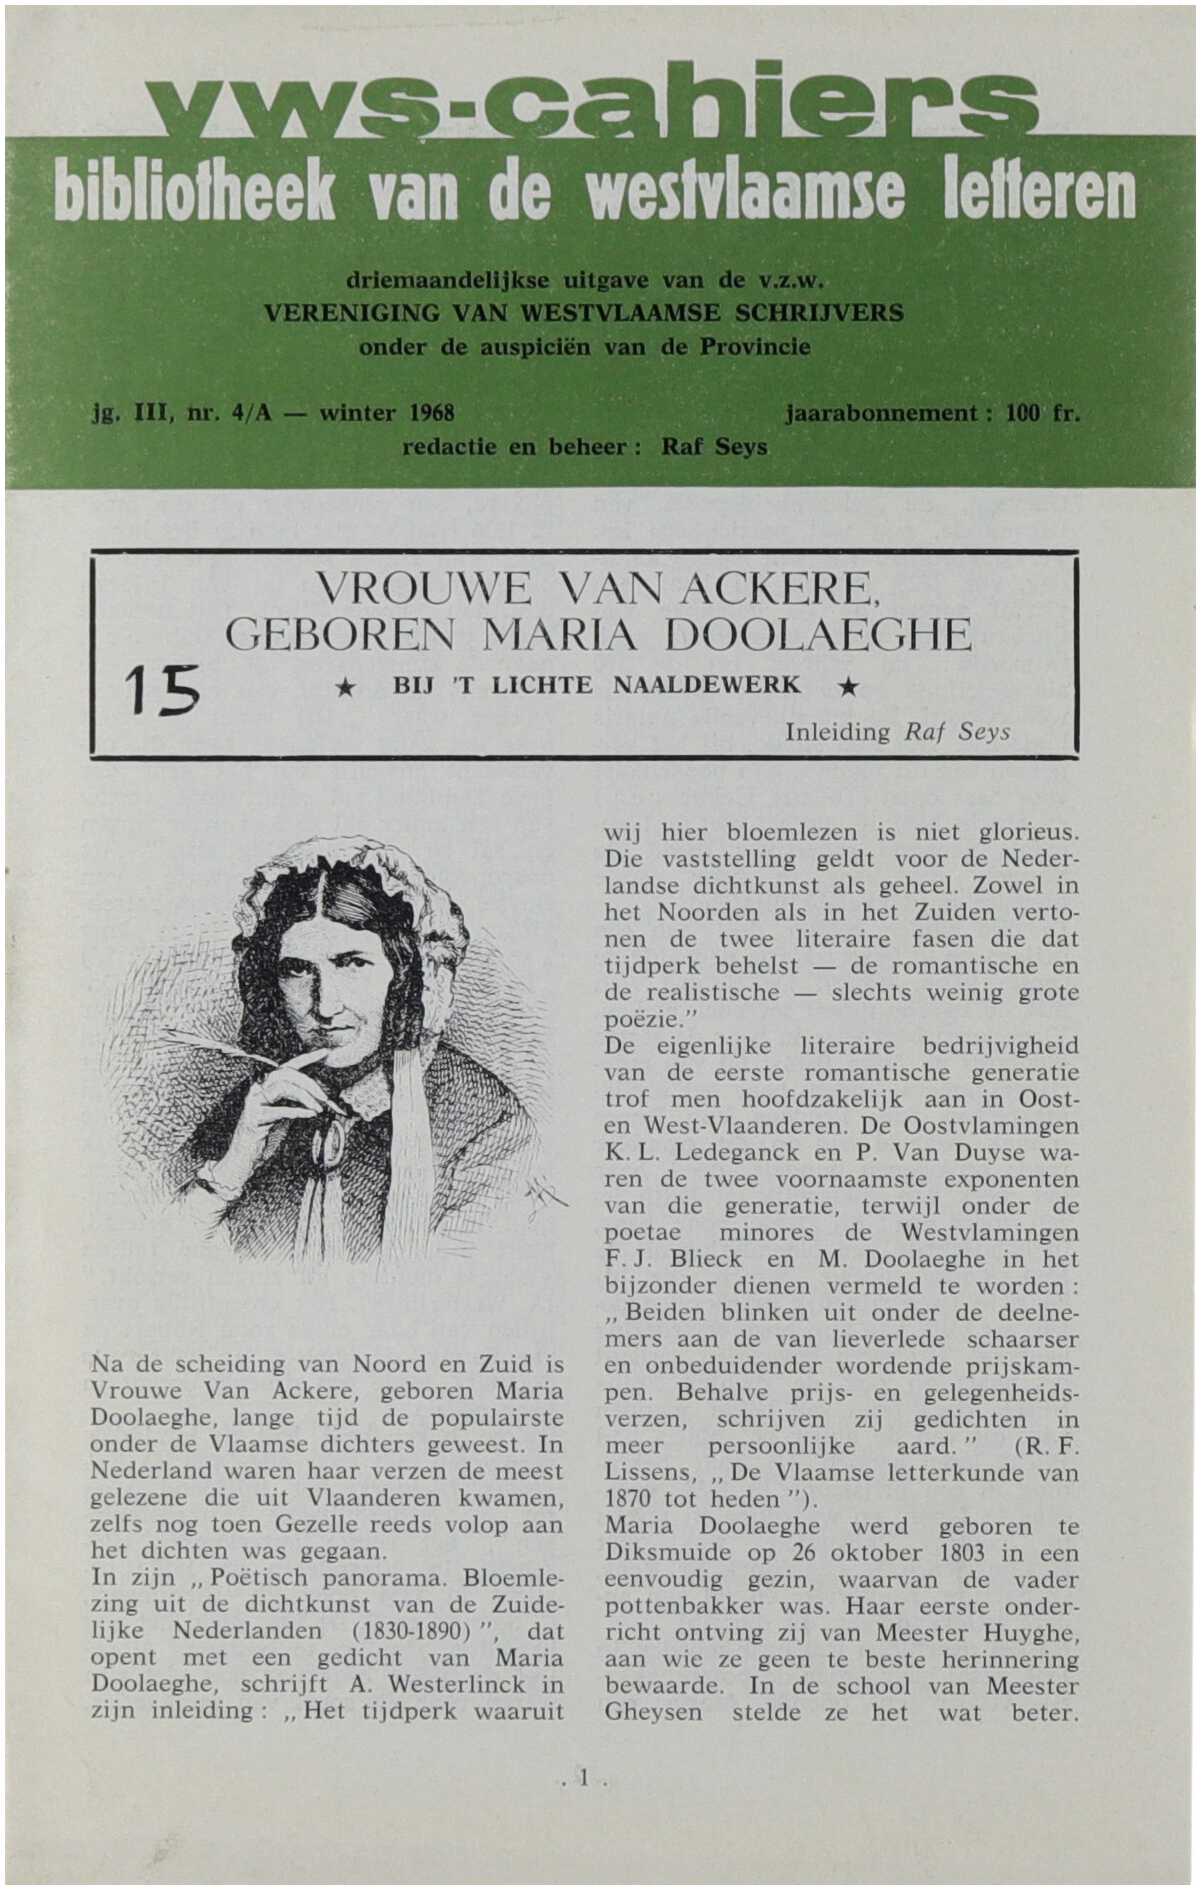 vws-cahiers
bibliotheek van de westvlaamse letteren
driemaandelijkse uitgave van de v.z.w.
VERENIGING VAN WESTVLAAMSE SCHRIJVERS
onder de auspiciën van de Provincie
jg. III, nr. 4/A — winter 1968 jaarabonnement : 100 fr.
redactie en beheer : Raf Seys
VROUWE VAN ACKERE,
GEBOREN MARIA DOOLAEGHE
15 ★ BIJ 'T LICHTE NAALDEWERK ★
Inleiding Raf Seys
Na de scheiding van Noord en Zuid is
Vrouwe Van Ackere, geboren Maria
Doolaeghe, lange tijd de populairste
onder de Vlaamse dichters geweest. In
Nederland waren haar verzen de meest
gelezene die uit Vlaanderen kwamen,
zelfs nog toen Gezelle reeds volop aan
het dichten was gegaan.
In zijn „Poëtisch panorama. Bloemle-
zing uit de dichtkunst van de Zuide-
lijke Nederlanden (1830-1890)”, dat
opent met een gedicht van Maria
Doolaeghe, schrijft A. Westerlinck in
zijn inleiding : „Het tijdperk waaruit
wij hier bloemlezen is niet glorieus.
Die vaststelling geldt voor de Neder-
landse dichtkunst als geheel. Zowel in
het Noorden als in het Zuiden verto-
nen de twee literaire fasen die dat
tijdperk behelst — de romantische en
de realistische — slechts weinig grote
poëzie.”
De eigenlijke literaire bedrijvigheid
van de eerste romantische generatie
trof men hoofdzakelijk aan in Oost-
en West-Vlaanderen. De Oostvlamingen
K. L. Ledeganck en P. Van Duyse wa-
ren de twee voornaamste exponenten
van die generatie, terwijl onder de
poetae minores de Westvlamingen
F. J. Blieck en M. Doolaeghe in het
bijzonder dienen vermeld te worden :
„Beiden blinken uit onder de deelne-
mers aan de van lieverlede schaarser
en onbeduidender wordende prijskam-
pen. Behalve prijs- en gelegenheids-
verzen, schrijven zij gedichten in
meer persoonlijke aard.” (R. F.
Lissens, „De Vlaamse letterkunde van
1870 tot heden”).
Maria Doolaeghe werd geboren te
Diksmuide op 26 oktober 1803 in een
eenvoudig gezin, waarvan de vader
pottenbakker was. Haar eerste onder-
richt ontving zij van Meester Huyghe,
aan wie ze geen te beste herinnering
bewaarde. In de school van Meester
Gheysen stelde ze het wat beter.
. 1 .